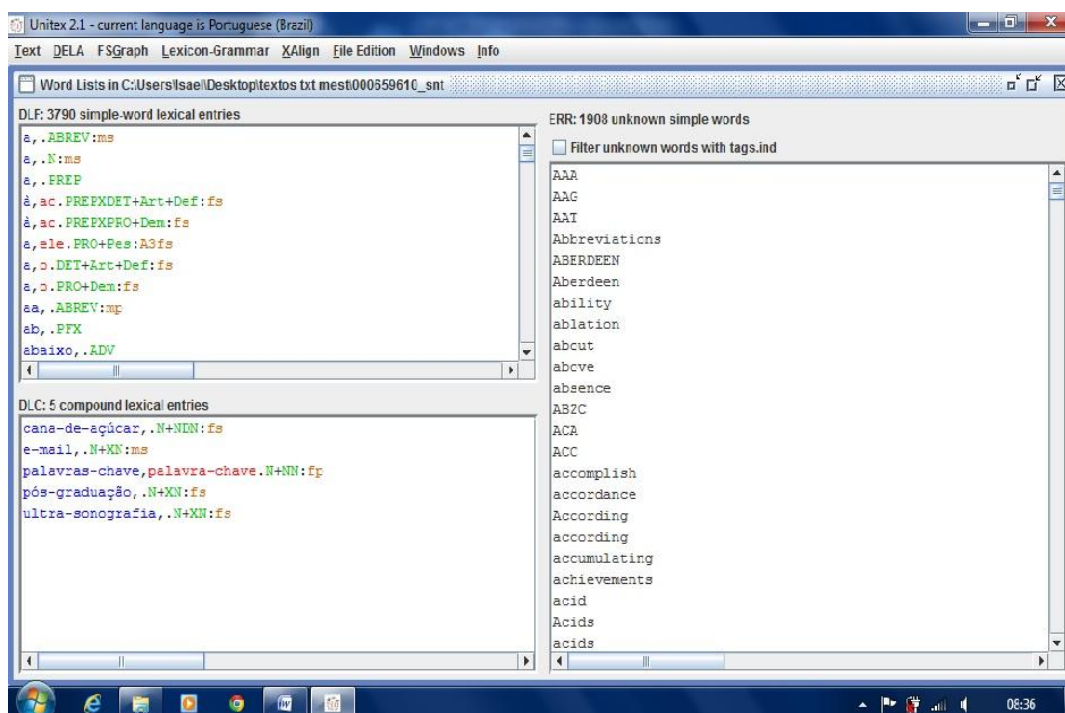 Unitex 2.1 - current language is Portuguese (Brazil)
Text DELA FSGraph Lexicon-Grammar XAlign File Edition Windows Info
Word Lists in C:\Users\Isael\Desktop\textos txt mest\000659610_snt
DLF: 3790 simple-word lexical entries
a,.ABREV:ms
a,.N:ms
a,.PREP
à,ao.PREPXDET+Art+Def:fs
à,ao.PREPXPRO+Dem:fs
a,ele.PRO+Pes:A3fs
a,o.DET+Art+Def:fs
a,o.PRO+Dem:fs
aa,.ABREV:mp
ab,.PFX
abaixo,.ADV
DLC: 5 compound lexical entries
cana-de-açúcar,.N+NDN:fs
e-mail,.N+XN:ms
palavras-chave,palavra-chave.N+NN:fp
pós-graduação,.N+XN:fs
ultra-sonografia,.N+XN:fs
ERR: 1908 unknown simple words
Filter unknown words with tags.ind
AAA
AAG
AAT
Abbreviations
ABERDEEN
Aberdeen
ability
ablation
about
above
absence
ABZC
ACA
ACC
accomplish
accordance
According
according
accumulating
achievements
acid
Acids
acids
08:36